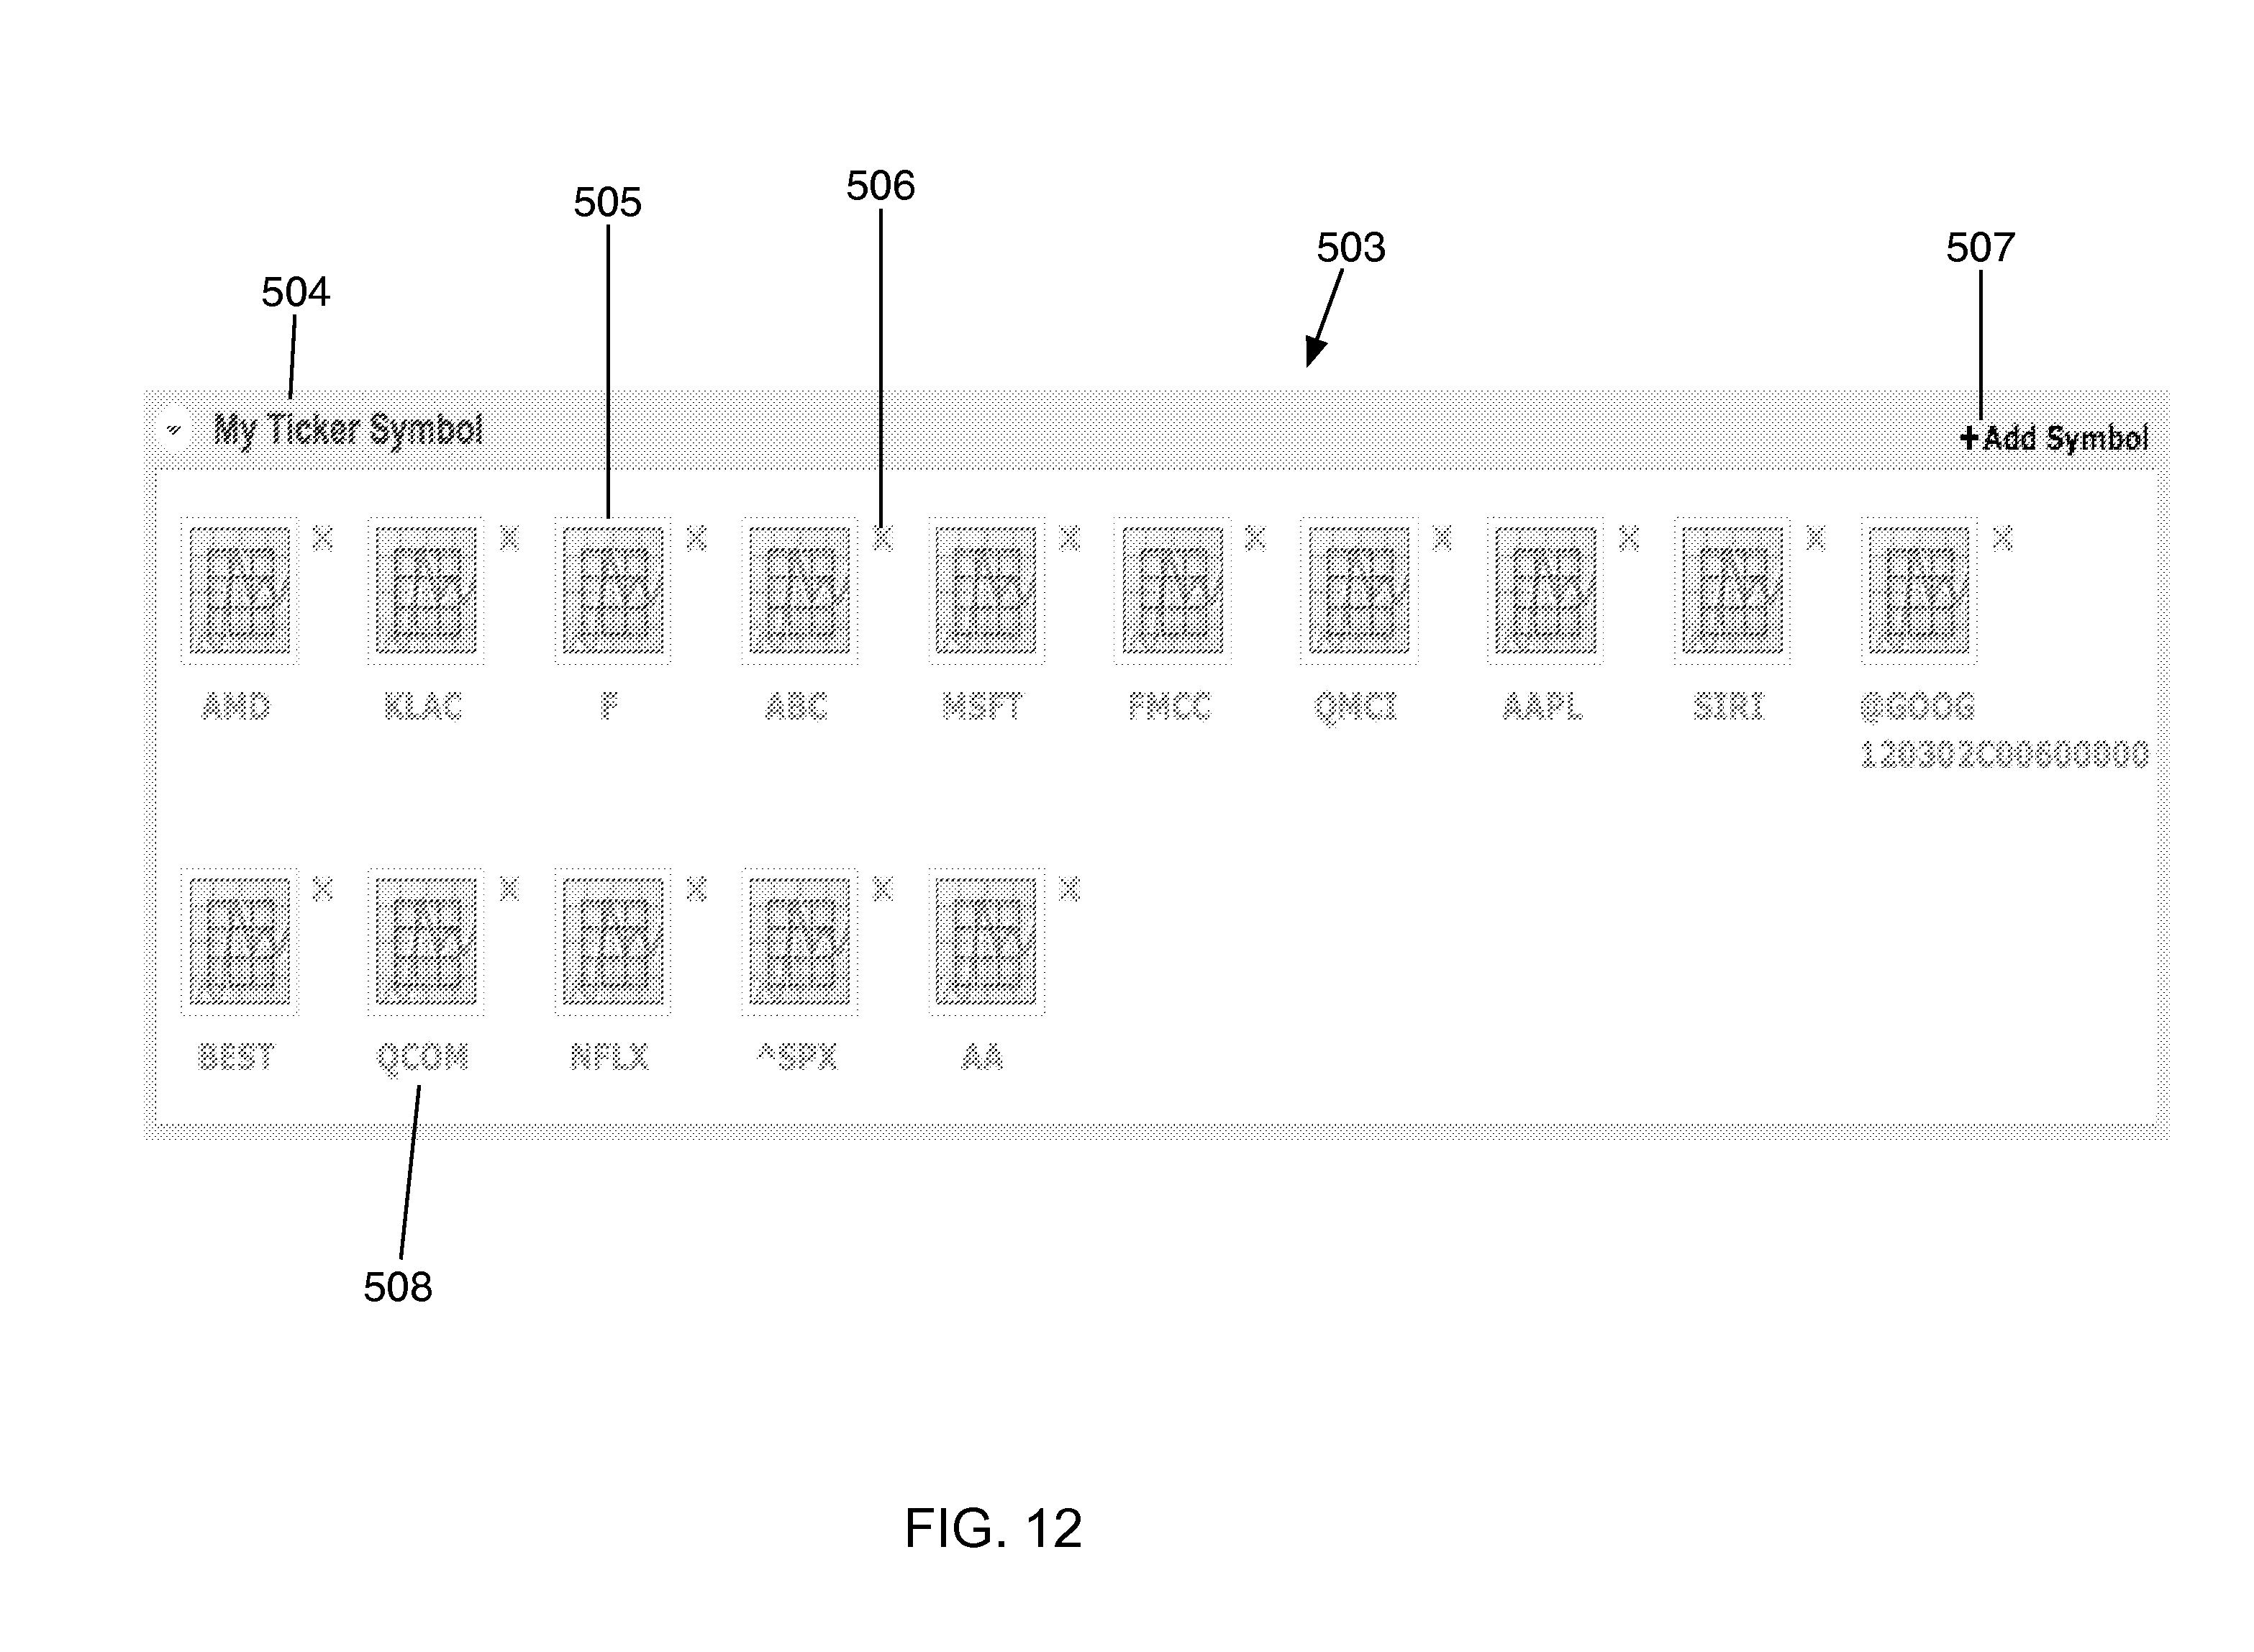 506
505
503
507
504
My Ticker Symbol
+Add Symbol
AMD KLAC F ABC MSFT FMCC QMCI AAPL SIRI @GOOG
120302C00600000
BEST QCOM NFLX ^SPX AA
508
FIG. 12